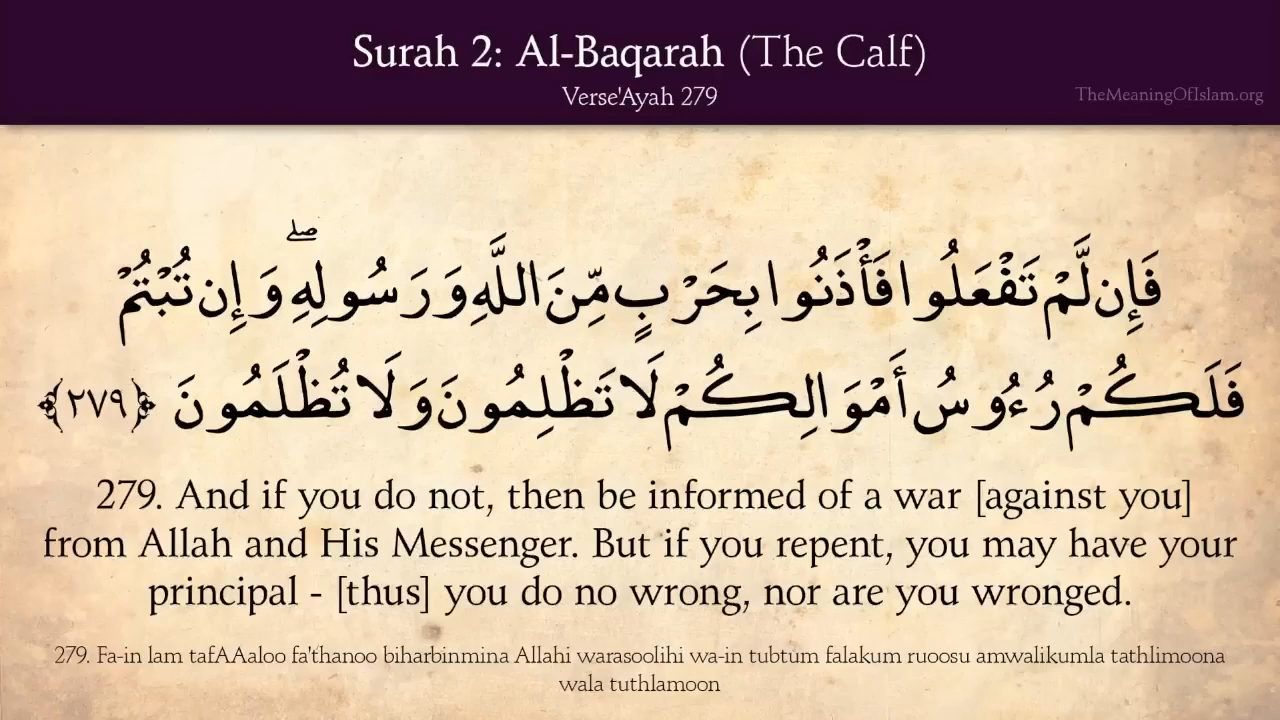 Surah 2: Al-Baqarah (The Calf)
Verse'Ayah 279
TheMeaningOfIslam.org
فَإِن لَّمْ تَفْعَلُوا فَأْذَنُوا بِحَرْبٍ مِّنَ اللَّهِ وَرَسُولِهِ ۖ وَإِن تُبْتُمْ
فَلَكُمْ رُءُوسُ أَمْوَالِكُمْ لَا تَظْلِمُونَ وَلَا تُظْلَمُونَ ﴿٢٧٩﴾
279. And if you do not, then be informed of a war [against you]
from Allah and His Messenger. But if you repent, you may have your
principal - [thus] you do no wrong, nor are you wronged.
279. Fa-in lam tafAAaloo fa'thanoo biharbinmina Allahi warasoolihi wa-in tubtum falakum ruoosu amwalikumla tathlimoona
wala tuthlamoon